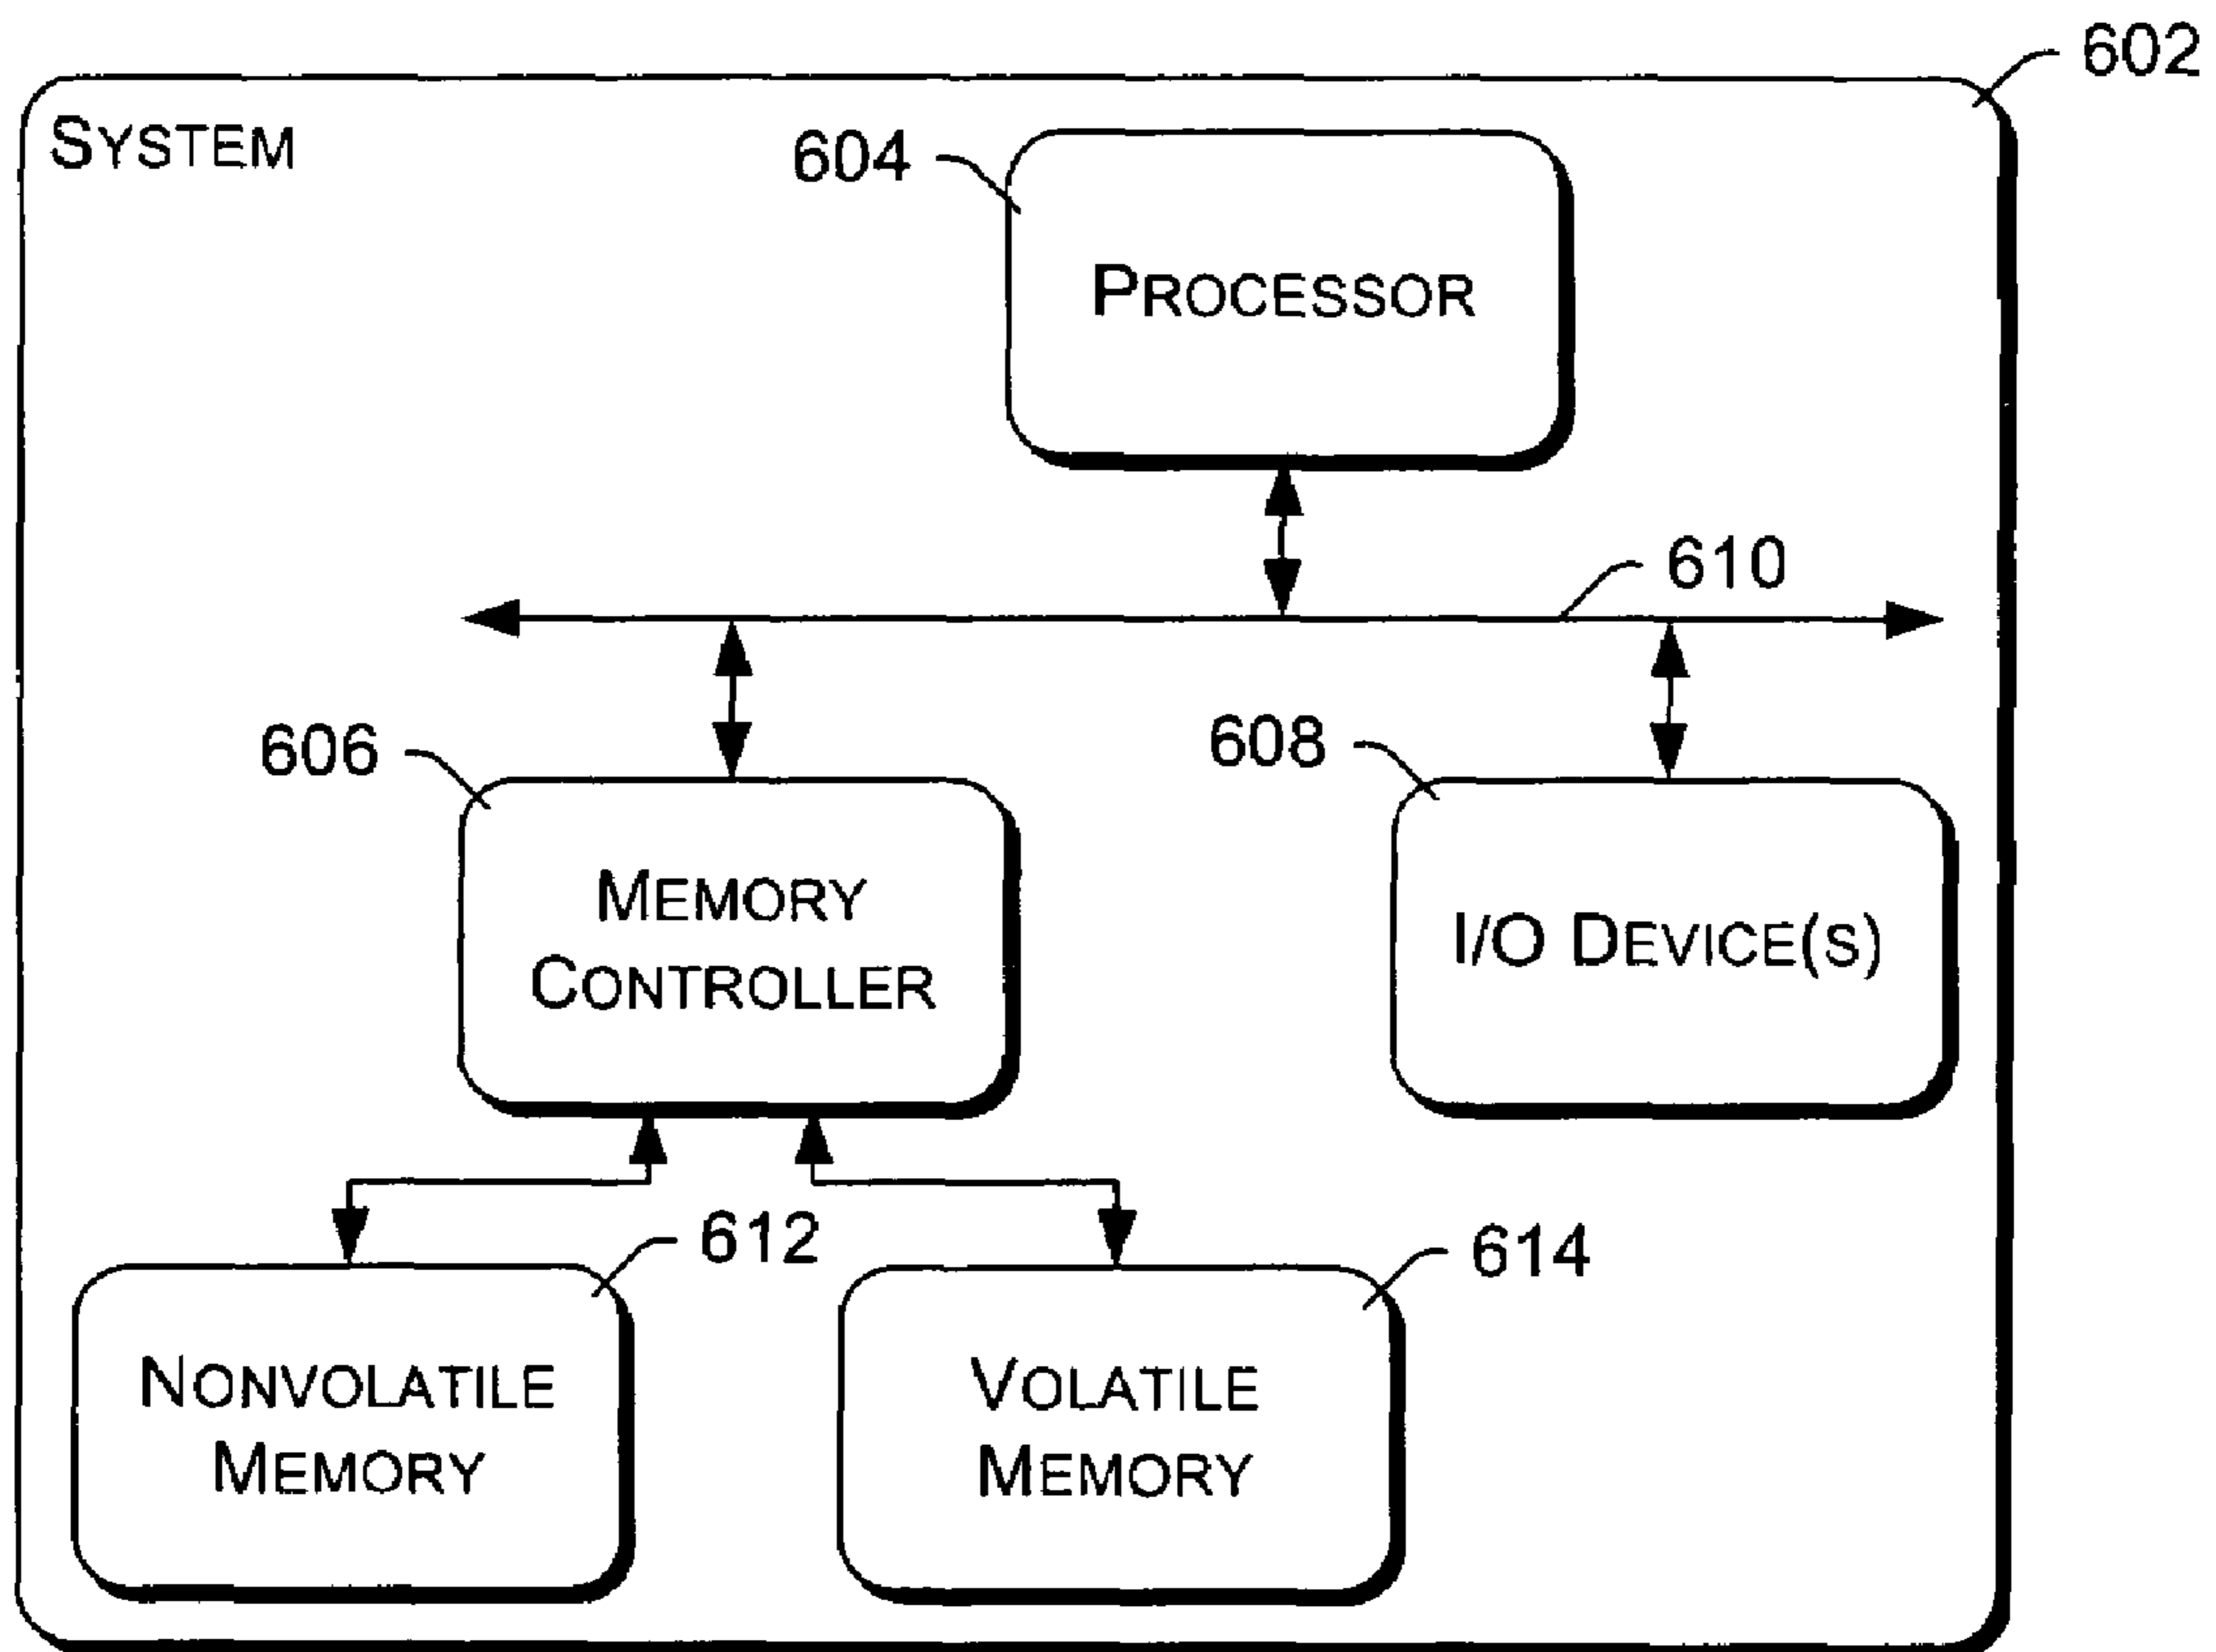 602
SYSTEM
604
PROCESSOR
610
606
608
MEMORY
CONTROLLER
I/O DEVICE(S)
612
614
NONVOLATILE
MEMORY
VOLATILE
MEMORY